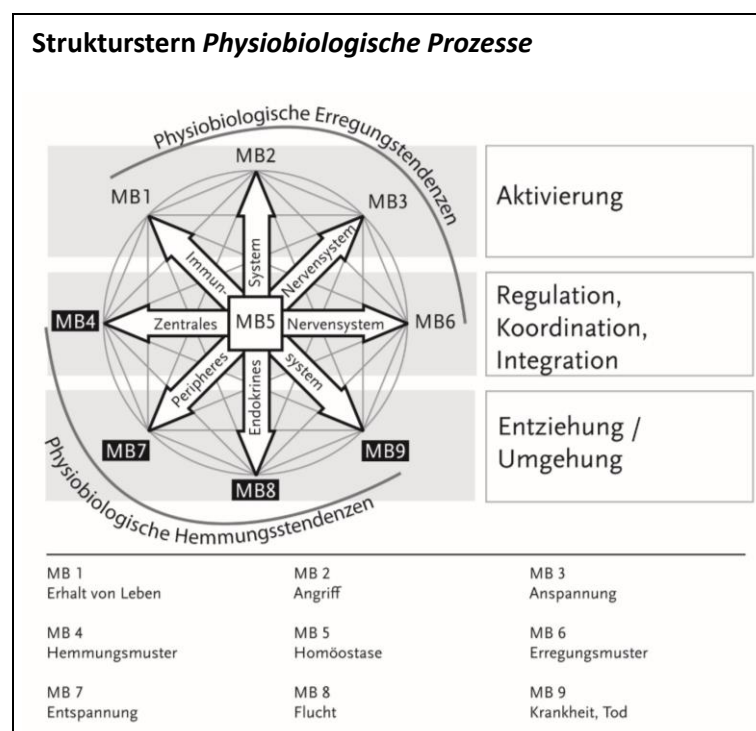 Strukturstern Physiobiologische Prozesse
Physiobiologische Erregungstendenzen
MB2
MB1
MB3
Aktivierung
Immun-
System
Nervensystem
MB4
Zentrales
MB5
Nervensystem
MB6
Regulation,
Koordination,
Integration
Peripheres
Endokrines
system
MB7
MB8
MB9
Entziehung /
Umgehung
Physiobiologische Hemmungsstendenzen
MB 1
Erhalt von Leben
MB 2
Angriff
MB 3
Anspannung
MB 4
Hemmungsmuster
MB 5
Homöostase
MB 6
Erregungsmuster
MB 7
Entspannung
MB 8
Flucht
MB 9
Krankheit, Tod